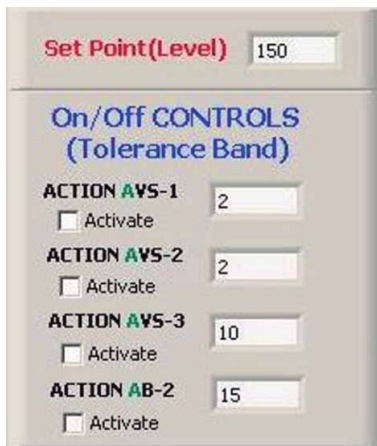 Set Point(Level) 150
On/Off CONTROLS
(Tolerance Band)
ACTION AVS-1 2
Activate
ACTION AVS-2 2
Activate
ACTION AVS-3 10
Activate
ACTION AB-2 15
Activate